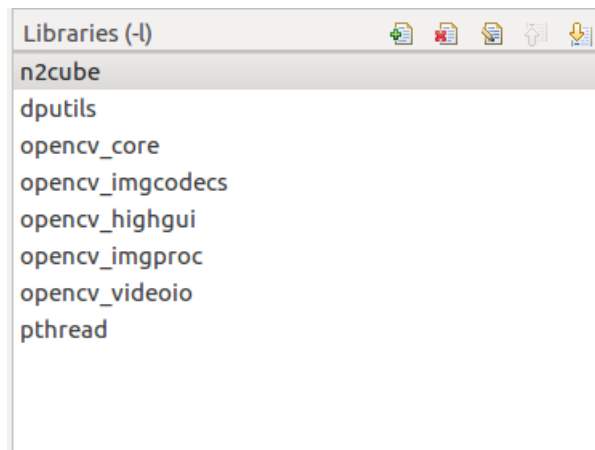 Libraries (-l)
n2cube
dputils
opencv_core
opencv_imgcodecs
opencv_highgui
opencv_imgproc
opencv_videoio
pthread